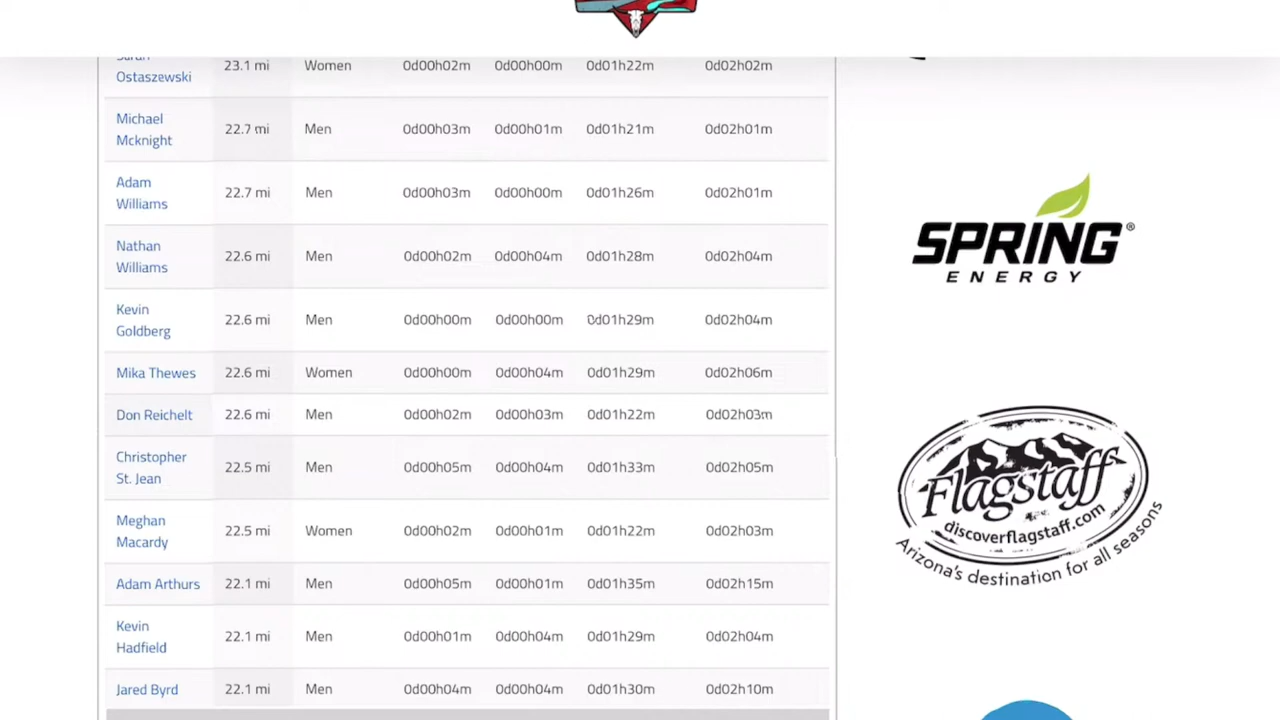 Sarah
Ostaszewski 23.1 mi Women 0d00h02m 0d00h00m 0d01h22m 0d02h02m
Michael
Mcknight 22.7 mi Men 0d00h03m 0d00h01m 0d01h21m 0d02h01m
Adam
Williams 22.7 mi Men 0d00h03m 0d00h00m 0d01h26m 0d02h01m
Nathan
Williams 22.6 mi Men 0d00h02m 0d00h04m 0d01h28m 0d02h04m
Kevin
Goldberg 22.6 mi Men 0d00h00m 0d00h00m 0d01h29m 0d02h04m
Mika Thewes 22.6 mi Women 0d00h00m 0d00h04m 0d01h29m 0d02h06m
Don Reichelt 22.6 mi Men 0d00h02m 0d00h03m 0d01h22m 0d02h03m
Christopher
St. Jean 22.5 mi Men 0d00h05m 0d00h04m 0d01h33m 0d02h05m
Meghan
Macardy 22.5 mi Women 0d00h02m 0d00h01m 0d01h22m 0d02h03m
Adam Arthurs 22.1 mi Men 0d00h05m 0d00h01m 0d01h35m 0d02h15m
Kevin
Hadfield 22.1 mi Men 0d00h01m 0d00h04m 0d01h29m 0d02h04m
Jared Byrd 22.1 mi Men 0d00h04m 0d00h04m 0d01h30m 0d02h10m
SPRING®
ENERGY
Flagstaff
discoverflagstaff.com
Arizona's destination for all seasons